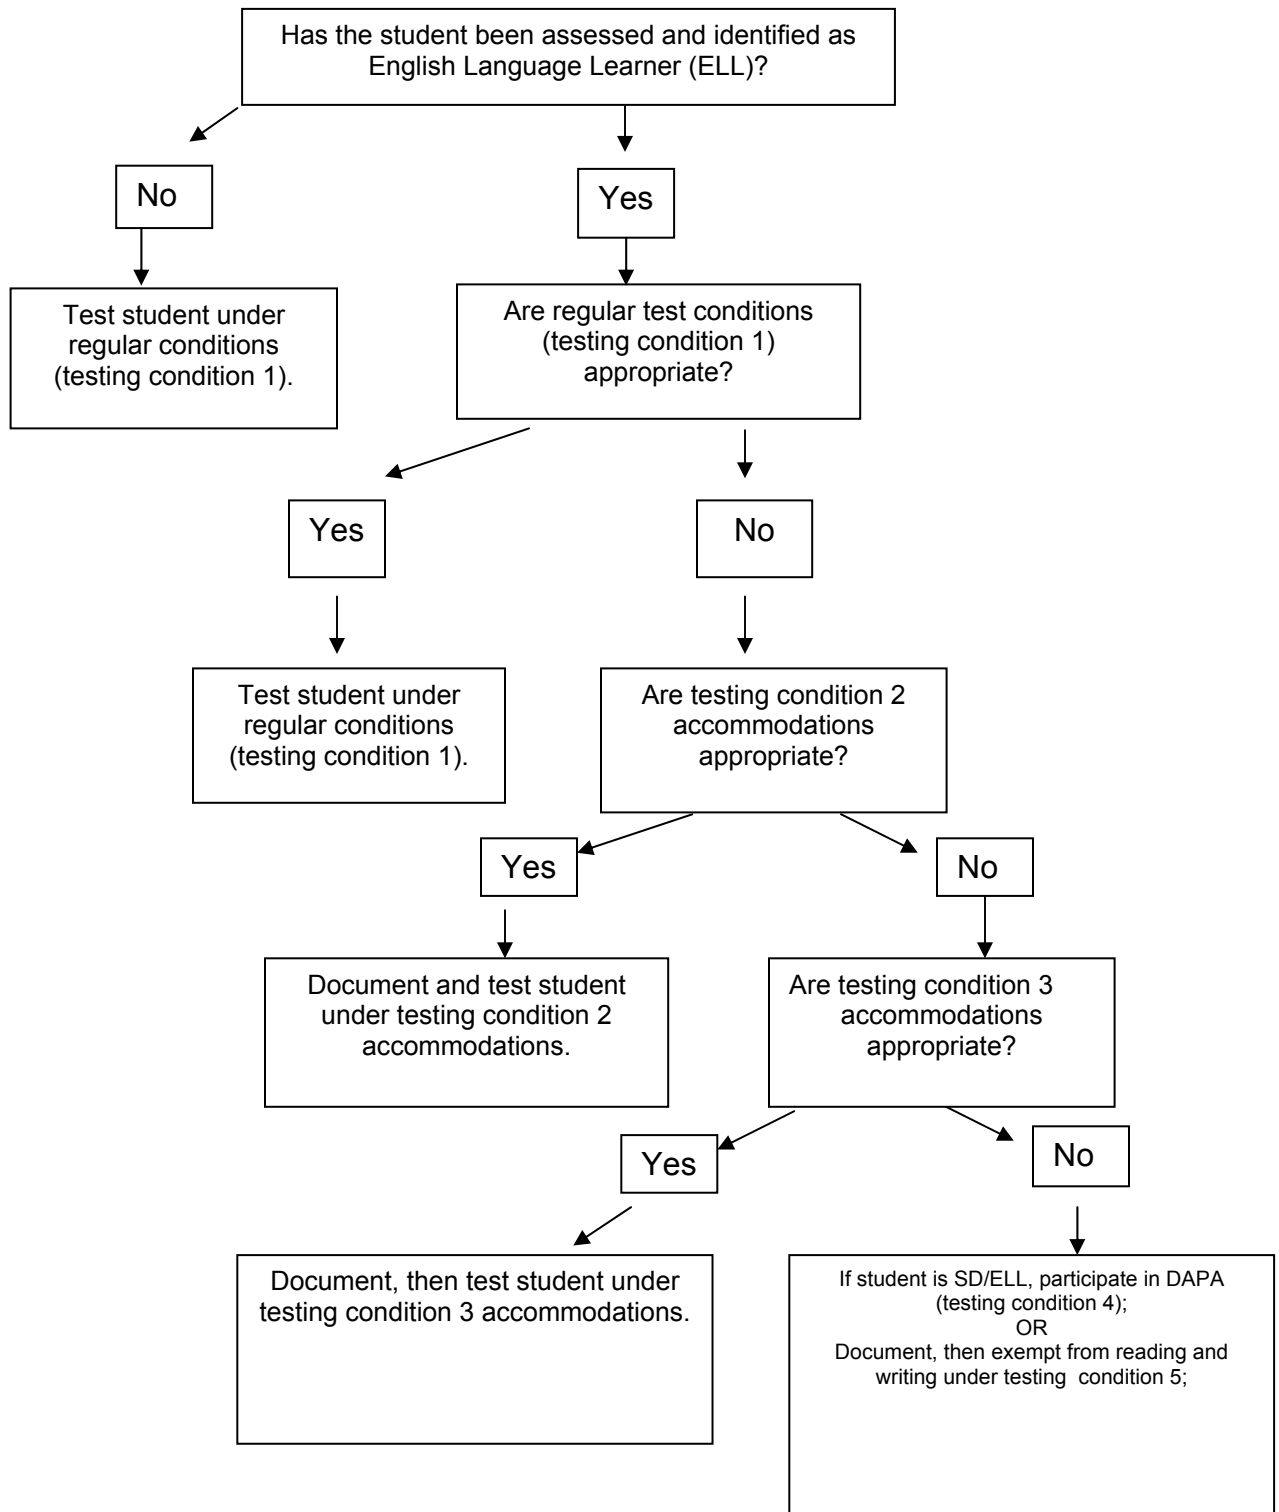 Has the student been assessed and identified as
English Language Learner (ELL)?
No
Yes
Test student under
regular conditions
(testing condition 1).
Are regular test conditions
(testing condition 1)
appropriate?
Yes
No
Test student under
regular conditions
(testing condition 1).
Are testing condition 2
accommodations
appropriate?
Yes
No
Document and test student
under testing condition 2
accommodations.
Are testing condition 3
accommodations
appropriate?
Yes
No
Document, then test student under
testing condition 3 accommodations.
If student is SD/ELL, participate in DAPA
(testing condition 4);
OR
Document, then exempt from reading and
writing under testing condition 5;